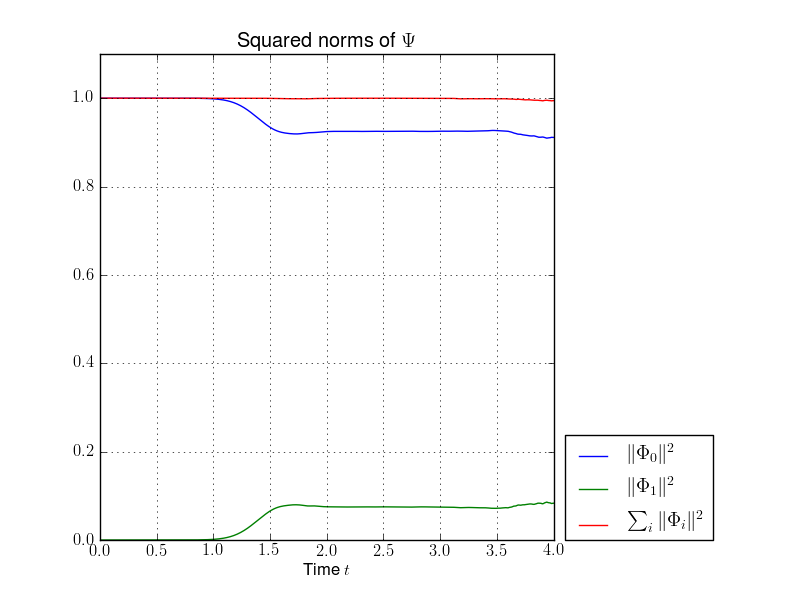 Squared norms of Ψ
1.0
0.8
0.6
0.4
0.2
0.0
0.0 0.5 1.0 1.5 2.0 2.5 3.0 3.5 4.0
Time t
‖Φ₀‖²
‖Φ₁‖²
∑ᵢ ‖Φᵢ‖²